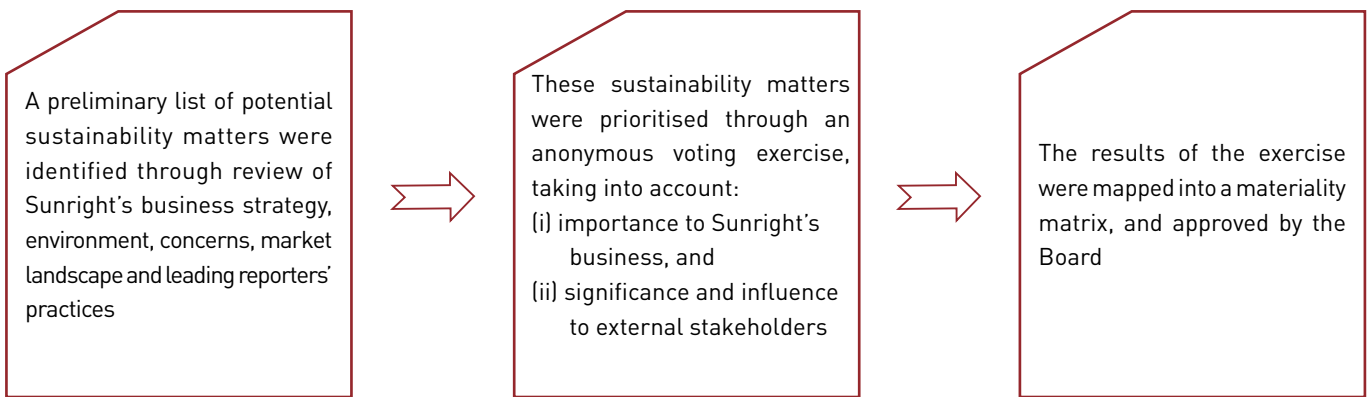 A preliminary list of potential
sustainability matters were
identified through review of
Sunright’s business strategy,
environment, concerns, market
landscape and leading reporters’
practices
These sustainability matters
were prioritised through an
anonymous voting exercise,
taking into account:
(i) importance to Sunright’s
business, and
(ii) significance and influence
to external stakeholders
The results of the exercise
were mapped into a materiality
matrix, and approved by the
Board